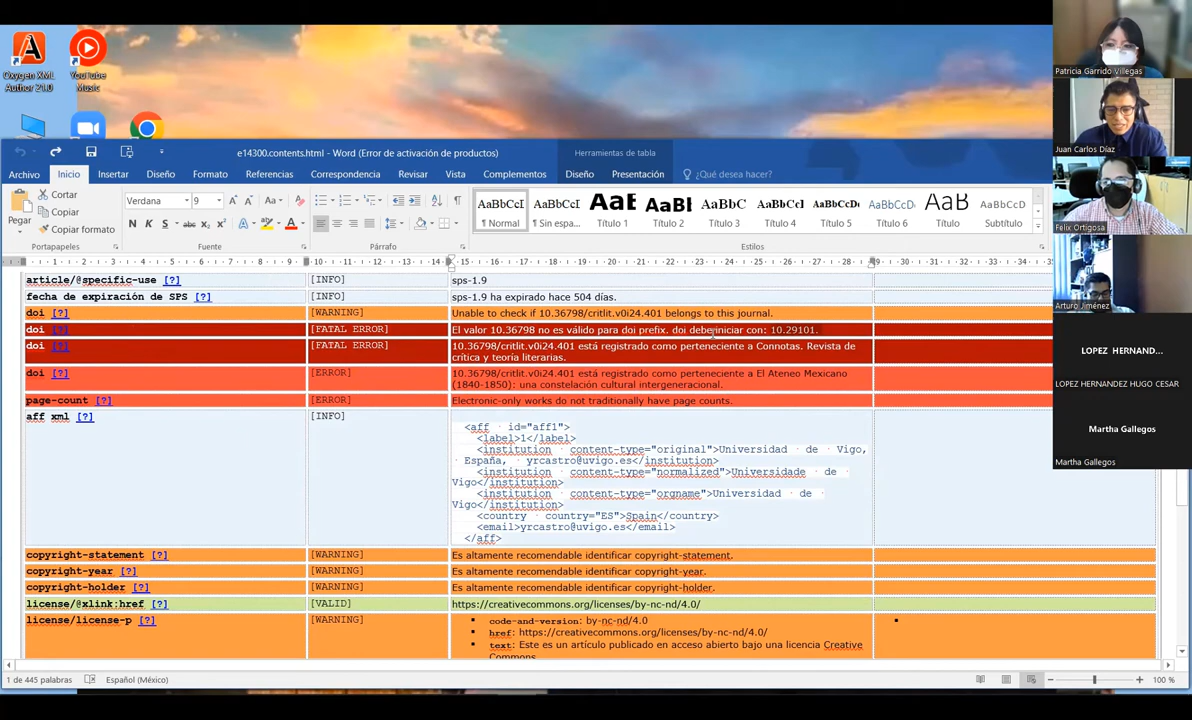 Oxygen XML
Author 21.0
YouTube
Music
Patricia Garrido Villegas
Juan Carlos Díaz
Felix Ortigosa
Arturo Jiménez
LOPEZ HERNAND...
LOPEZ HERNANDEZ HUGO CESAR
Martha Gallegos
Martha Gallegos
e14300.contents.html - Word (Error de activación de productos)
Herramientas de tabla
Archivo Inicio Insertar Diseño Formato Referencias Correspondencia Revisar Vista Complementos Diseño Presentación ¿Qué desea hacer?
Pegar
Cortar
Copiar
Copiar formato
Verdana 9
Portapapeles Fuente Párrafo Estilos
AaBbCcI AaBbCcI AaB AaBb AaBbCcD AaBbCcD AaBbCcDc AaBbCcD AaB AaBbCcD
¶ Normal ¶ Sin espa... Título 1 Título 2 Título 3 Título 4 Título 5 Título 6 Título Subtítulo
article/@specific-use [?] [INFO] sps-1.9
fecha de expiración de SPS [?] [INFO] sps-1.9 ha expirado hace 504 días.
doi [?] [WARNING] Unable to check if 10.36798/critlit.v0i24.401 belongs to this journal.
doi [?] [FATAL ERROR] El valor 10.36798 no es válido para doi prefix. doi debe iniciar con: 10.29101.
doi [?] [FATAL ERROR] 10.36798/critlit.v0i24.401 está registrado como perteneciente a Connotas. Revista de
crítica y teoría literarias.
doi [?] [ERROR] 10.36798/critlit.v0i24.401 está registrado como perteneciente a El Ateneo Mexicano
(1840-1850): una constelación cultural intergeneracional.
page-count [?] [ERROR] Electronic-only works do not traditionally have page counts.
aff xml [?] [INFO]
<aff id="aff1">
<label>1</label>
<institution content-type="original">Universidad de Vigo,
España, yrcastro@uvigo.es</institution>
<institution content-type="normalized">Universidade de
Vigo</institution>
<institution content-type="orgname">Universidad de
Vigo</institution>
<country country="ES">Spain</country>
<email>yrcastro@uvigo.es</email>
</aff>
copyright-statement [?] [WARNING] Es altamente recomendable identificar copyright-statement.
copyright-year [?] [WARNING] Es altamente recomendable identificar copyright-year.
copyright-holder [?] [WARNING] Es altamente recomendable identificar copyright-holder.
license/@xlink:href [?] [VALID] https://creativecommons.org/licenses/by-nc-nd/4.0/
license/license-p [?] [WARNING]
code-and-version: by-nc-nd/4.0
href: https://creativecommons.org/licenses/by-nc-nd/4.0/
text: Este es un artículo publicado en acceso abierto bajo una licencia Creative
Commons
1 de 445 palabras Español (México) 100 %